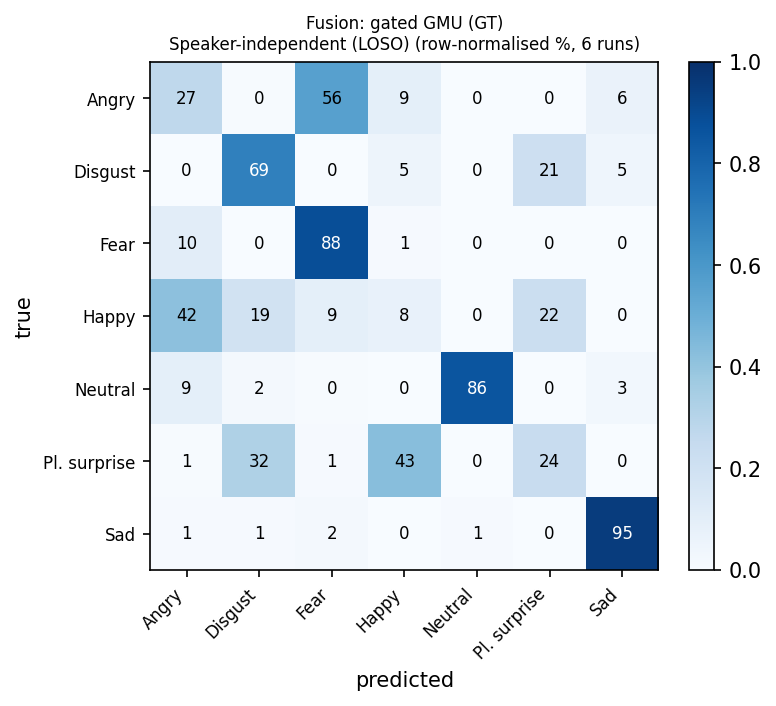 Fusion: gated GMU (GT)
Speaker-independent (LOSO) (row-normalised %, 6 runs)
Angry 27 0 56 9 0 0 6
Disgust 0 69 0 5 0 21 5
Fear 10 0 88 1 0 0 0
Happy 42 19 9 8 0 22 0
Neutral 9 2 0 0 86 0 3
Pl. surprise 1 32 1 43 0 24 0
Sad 1 1 2 0 1 0 95
true
Angry Disgust Fear Happy Neutral Pl. surprise Sad
predicted
1.0
0.8
0.6
0.4
0.2
0.0